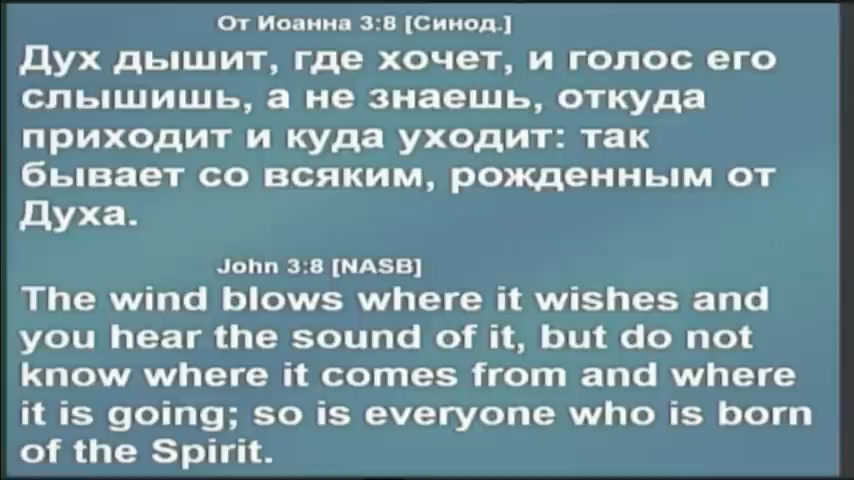 От Иоанна 3:8 [Синод.]
Дух дышит, где хочет, и голос его
слышишь, а не знаешь, откуда
приходит и куда уходит: так
бывает со всяким, рожденным от
Духа.
John 3:8 [NASB]
The wind blows where it wishes and
you hear the sound of it, but do not
know where it comes from and where
it is going; so is everyone who is born
of the Spirit.